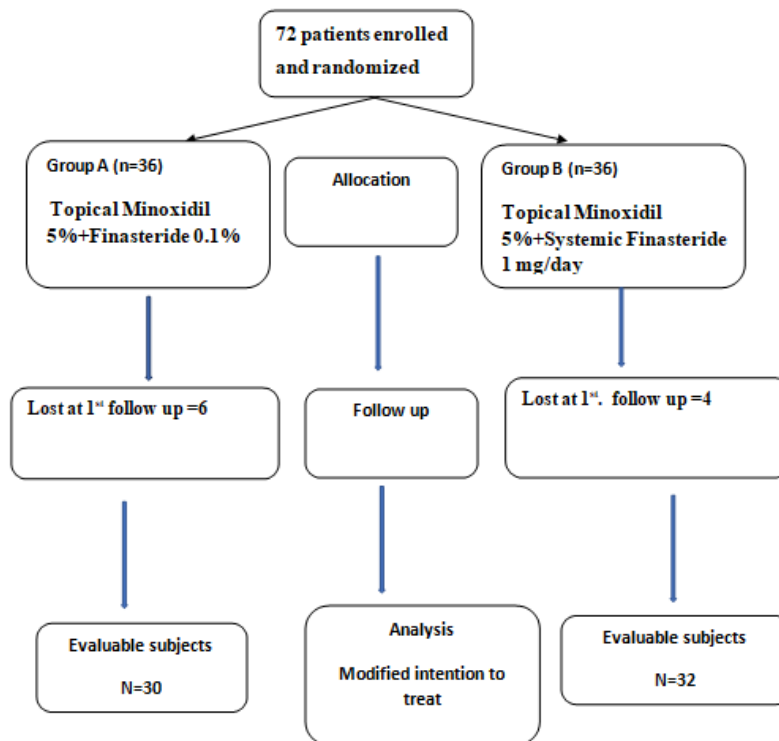 72 patients enrolled
and randomized
Group A (n=36)
Topical Minoxidil
5%+Finasteride 0.1%
Allocation
Group B (n=36)
Topical Minoxidil
5%+Systemic Finasteride
1 mg/day
Lost at 1st follow up =6
Follow up
Lost at 1st. follow up =4
Evaluable subjects
N=30
Analysis
Modified intention to
treat
Evaluable subjects
N=32